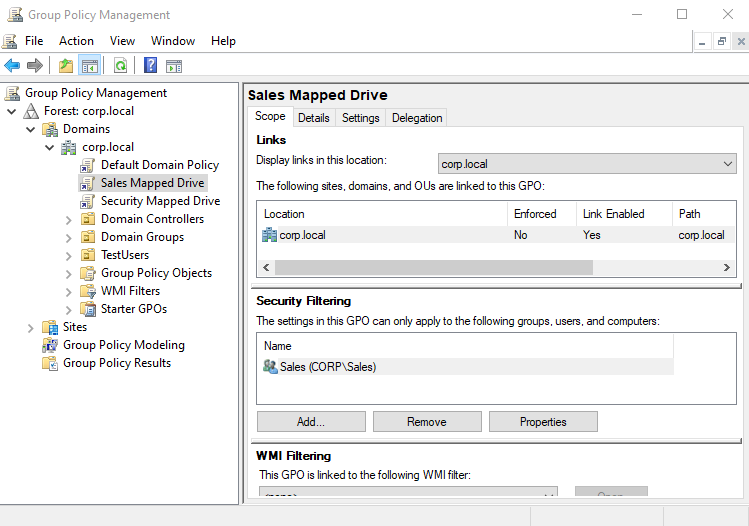 Group Policy Management
File Action View Window Help
Group Policy Management
Forest: corp.local
Domains
corp.local
Default Domain Policy
Sales Mapped Drive
Security Mapped Drive
Domain Controllers
Domain Groups
TestUsers
Group Policy Objects
WMI Filters
Starter GPOs
Sites
Group Policy Modeling
Group Policy Results
Sales Mapped Drive
Scope Details Settings Delegation
Links
Display links in this location: corp.local
The following sites, domains, and OUs are linked to this GPO:
Location Enforced Link Enabled Path
corp.local No Yes corp.local
Security Filtering
The settings in this GPO can only apply to the following groups, users, and computers:
Name
Sales (CORP\Sales)
Add... Remove Properties
WMI Filtering
This GPO is linked to the following WMI filter: